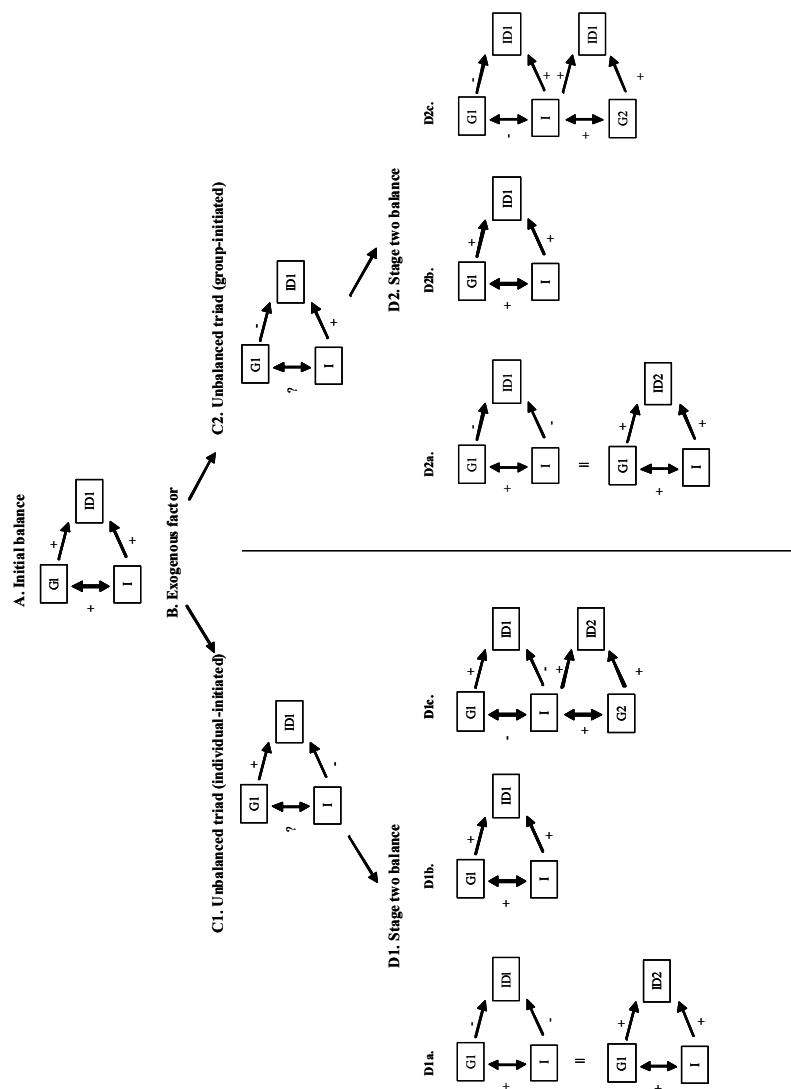 A. Initial balance
G1
+
ID1
+
I
+
B. Exogenous factor
C1. Unbalanced triad (individual-initiated)
G1
+
ID1
?
I
-
C2. Unbalanced triad (group-initiated)
G1
-
ID1
?
I
+
D1. Stage two balance
D1a.
G1
-
ID1
+
I
-
=
G1
+
ID2
+
I
+
D1b.
G1
+
ID1
+
I
+
D1c.
G1
+
ID1
-
I
-
+
ID2
+
G2
+
D2. Stage two balance
D2a.
G1
-
ID1
+
I
-
=
G1
+
ID2
+
I
+
D2b.
G1
+
ID1
+
I
+
D2c.
G1
-
ID1
-
I
+
+
ID1
+
G2
+